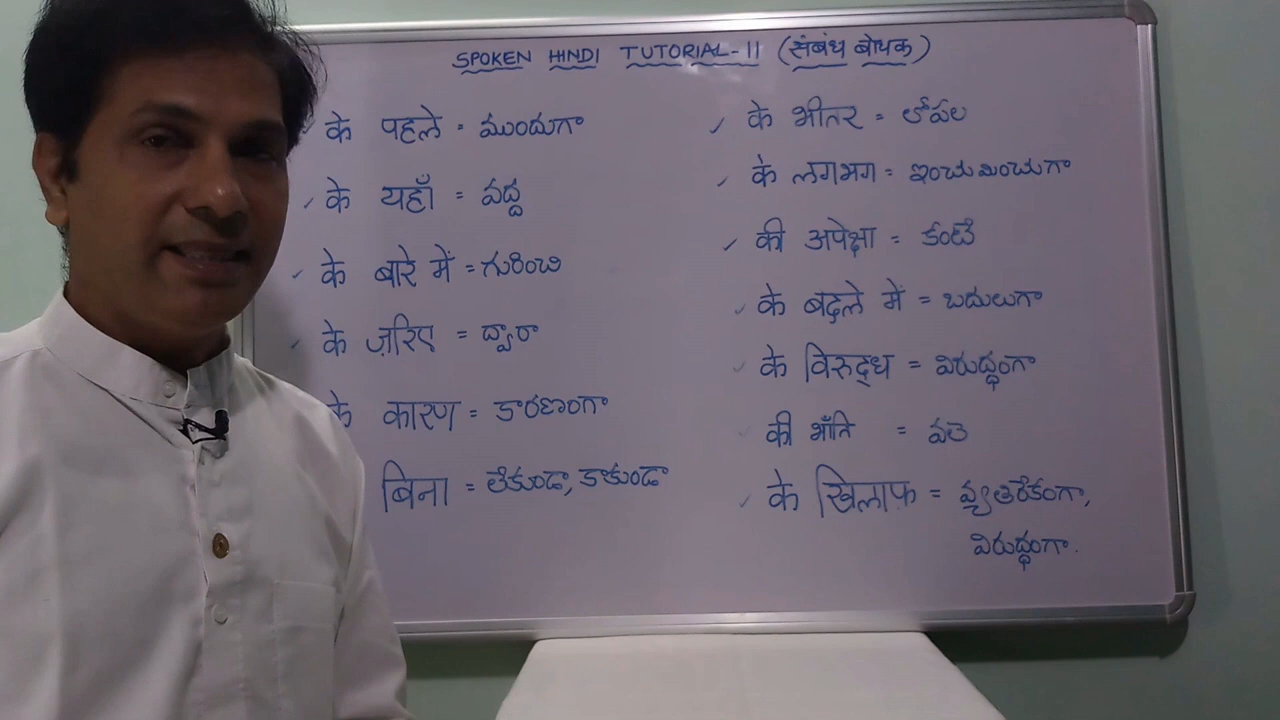 SPOKEN HINDI TUTORIAL-11 (संबंध बोधक)
के पहले = ముందుగా
के यहाँ = వద్ద
के बारे में = గురించి
के ज़रिए = ద్వారా
के कारण = కారణంగా
बिना = లేకుండా, కాకుండా
के भीतर = లోపల
के लगभग = ఇంచుమించుగా
की अपेक्षा = కంటే
के बदले में = బదులుగా
के विरुद्ध = విరుద్ధంగా
की भाँति = వలె
के खिलाफ़ = వ్యతిరేకంగా,
విరుద్ధంగా.